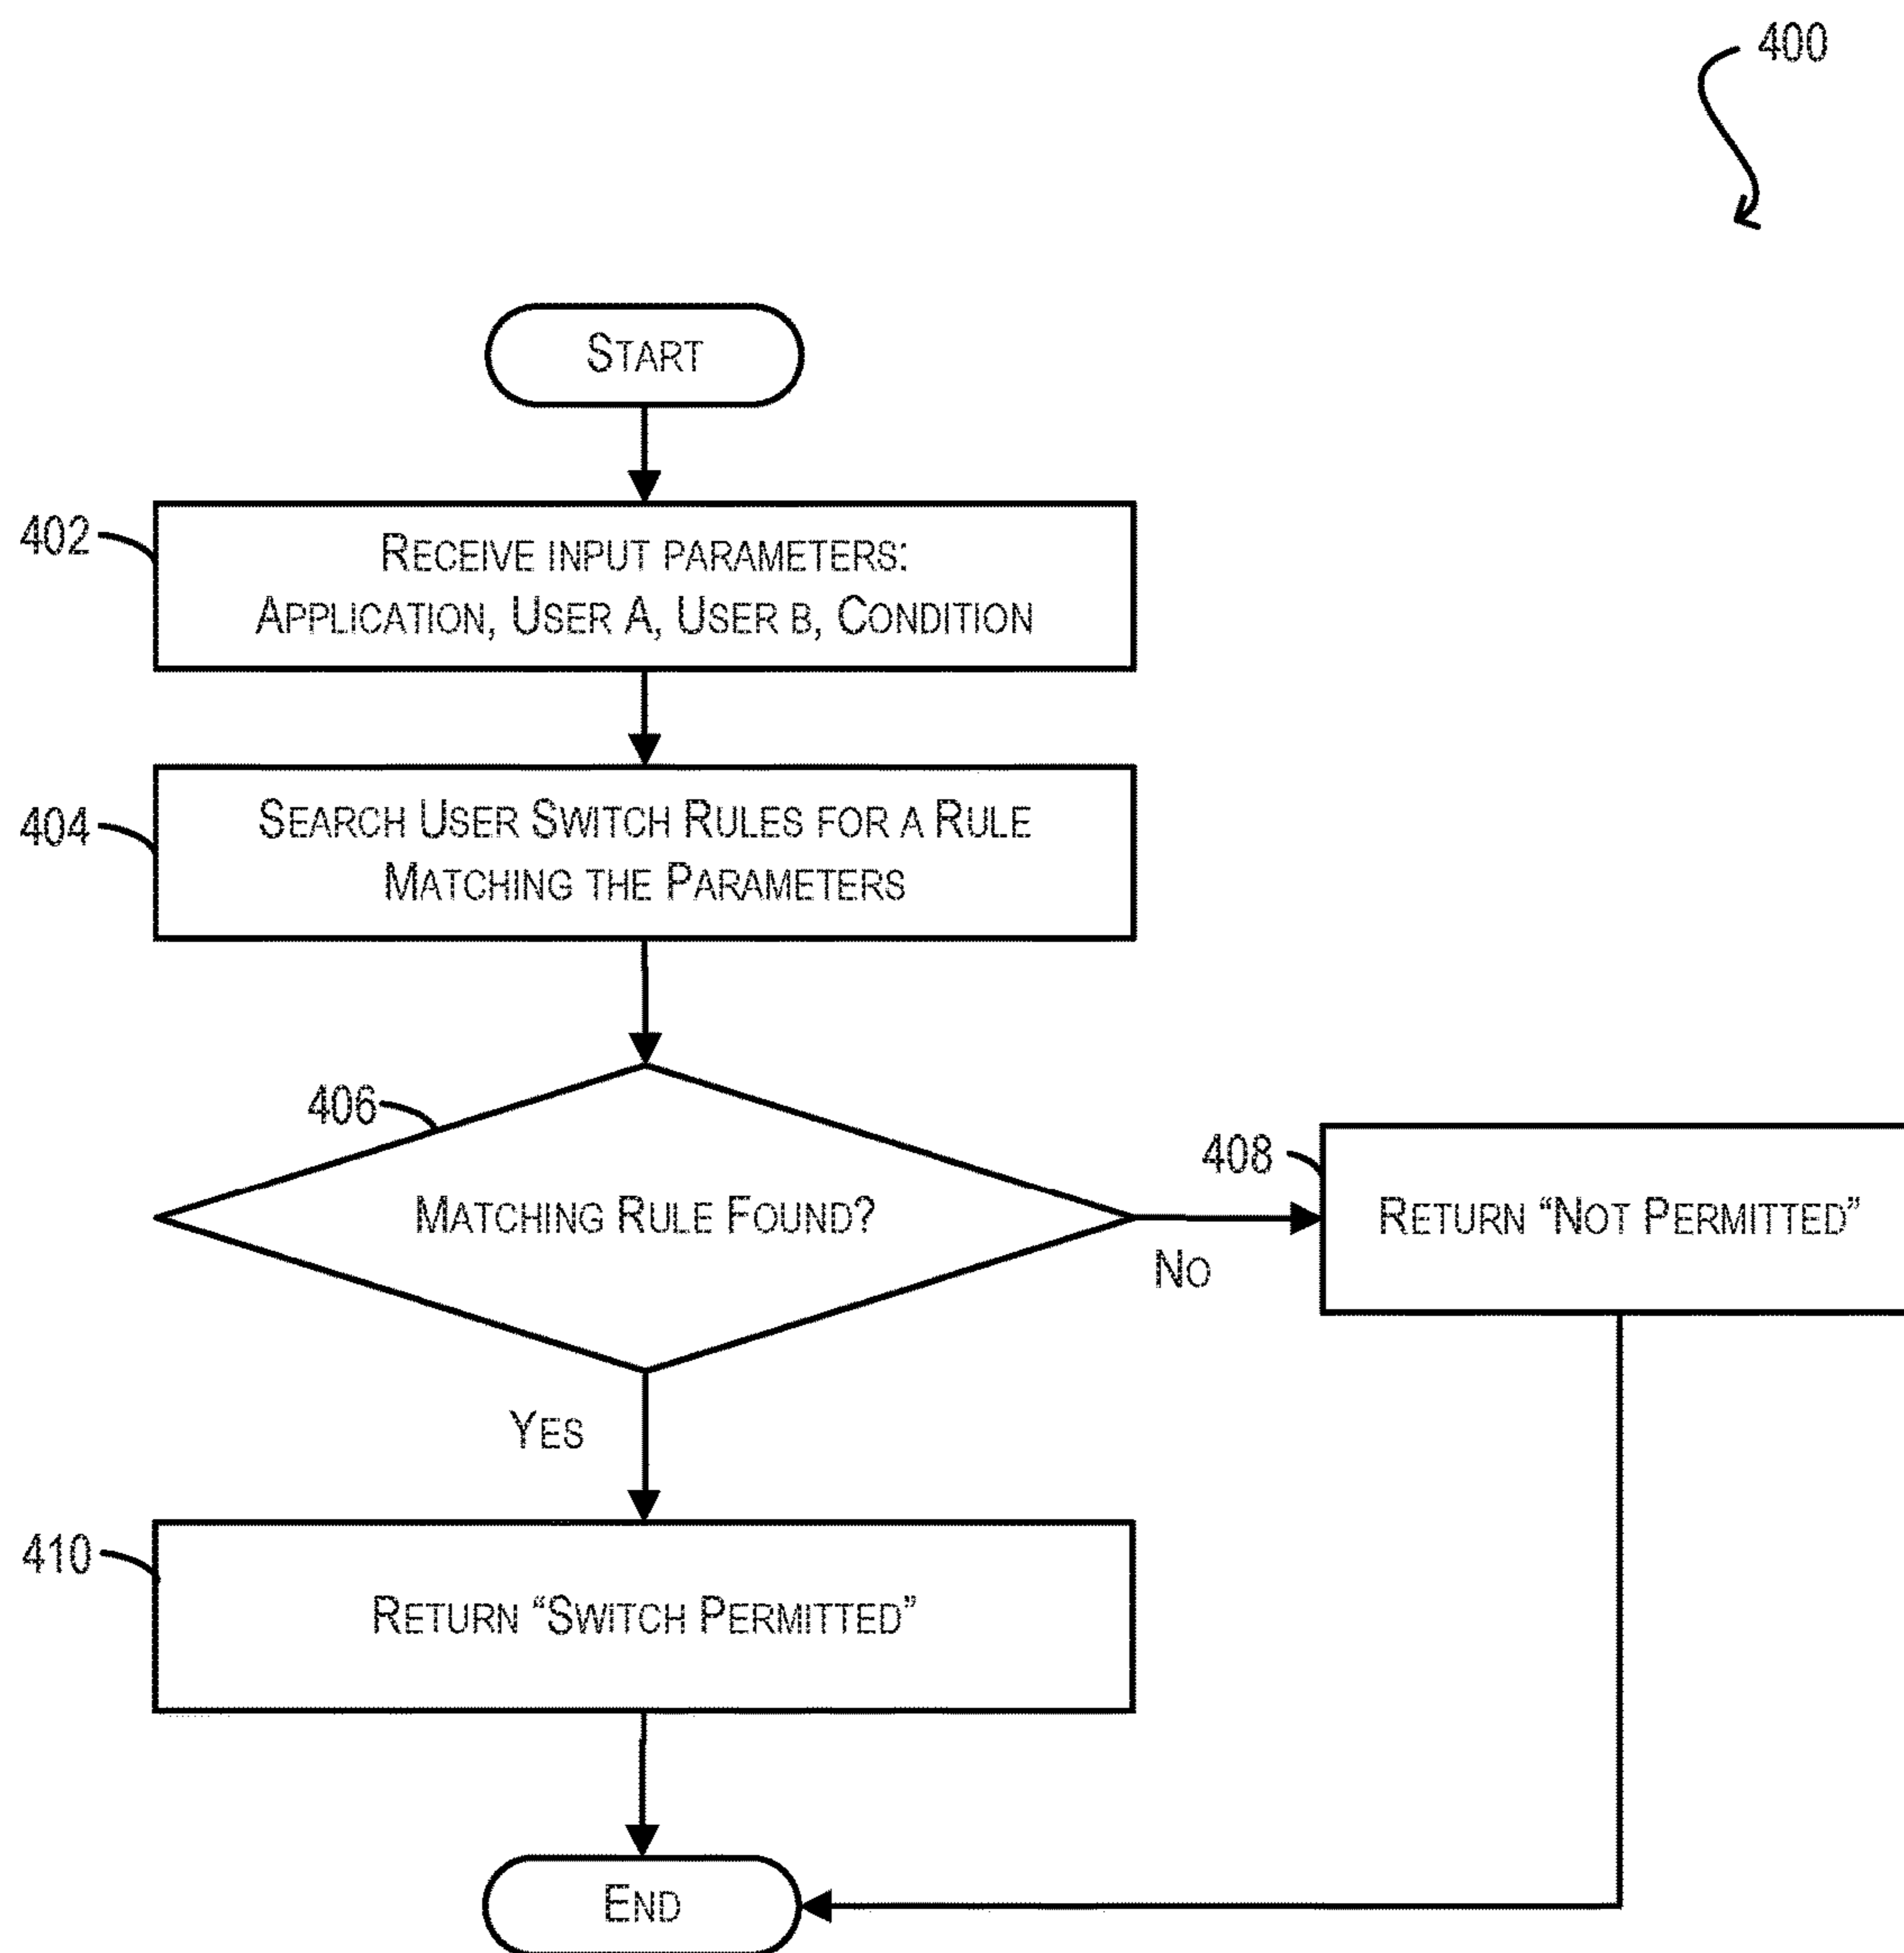 400
START
402
RECEIVE INPUT PARAMETERS:
APPLICATION, USER A, USER B, CONDITION
404
SEARCH USER SWITCH RULES FOR A RULE
MATCHING THE PARAMETERS
406
MATCHING RULE FOUND?
408
RETURN “NOT PERMITTED”
NO
YES
410
RETURN “SWITCH PERMITTED”
END